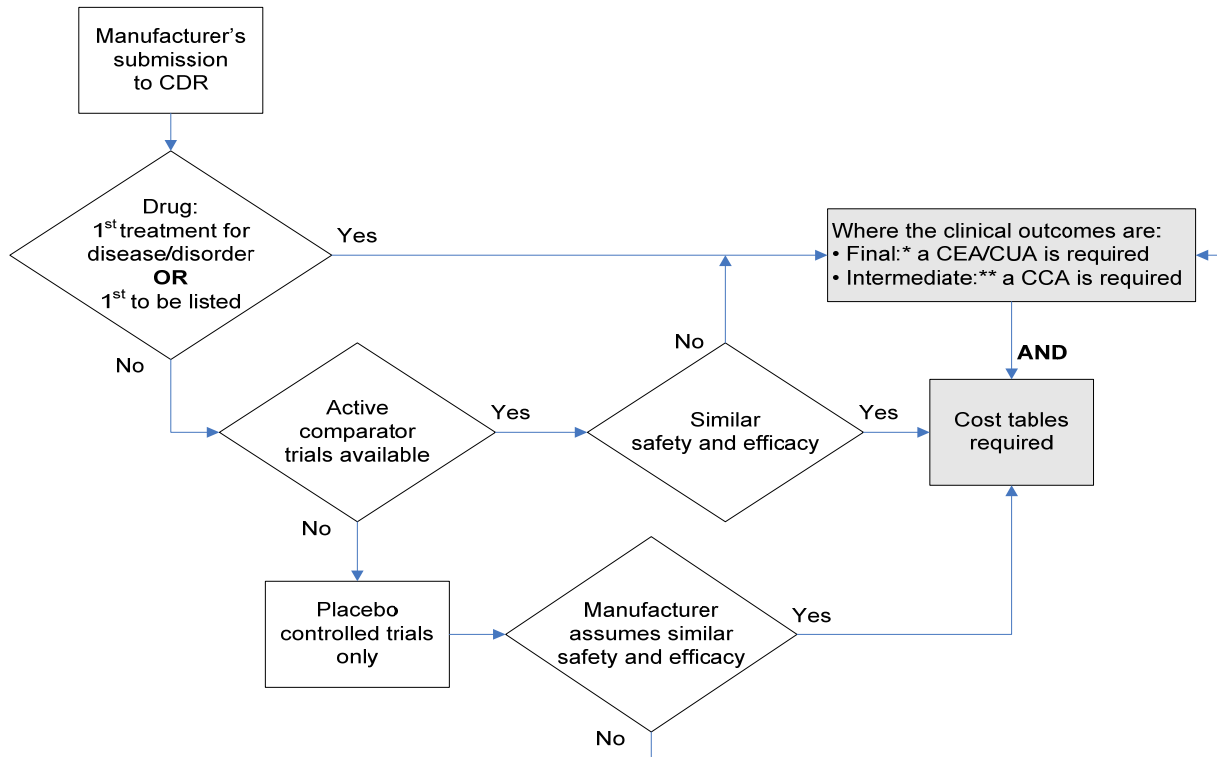 Manufacturer's
submission
to CDR
Drug:
1st treatment for
disease/disorder
OR
1st to be listed
Yes
No
Where the clinical outcomes are:
• Final:* a CEA/CUA is required
• Intermediate:** a CCA is required
AND
Active
comparator
trials available
Yes
No
Similar
safety and efficacy
No
Yes
Cost tables
required
Placebo
controlled trials
only
Manufacturer
assumes similar
safety and efficacy
Yes
No